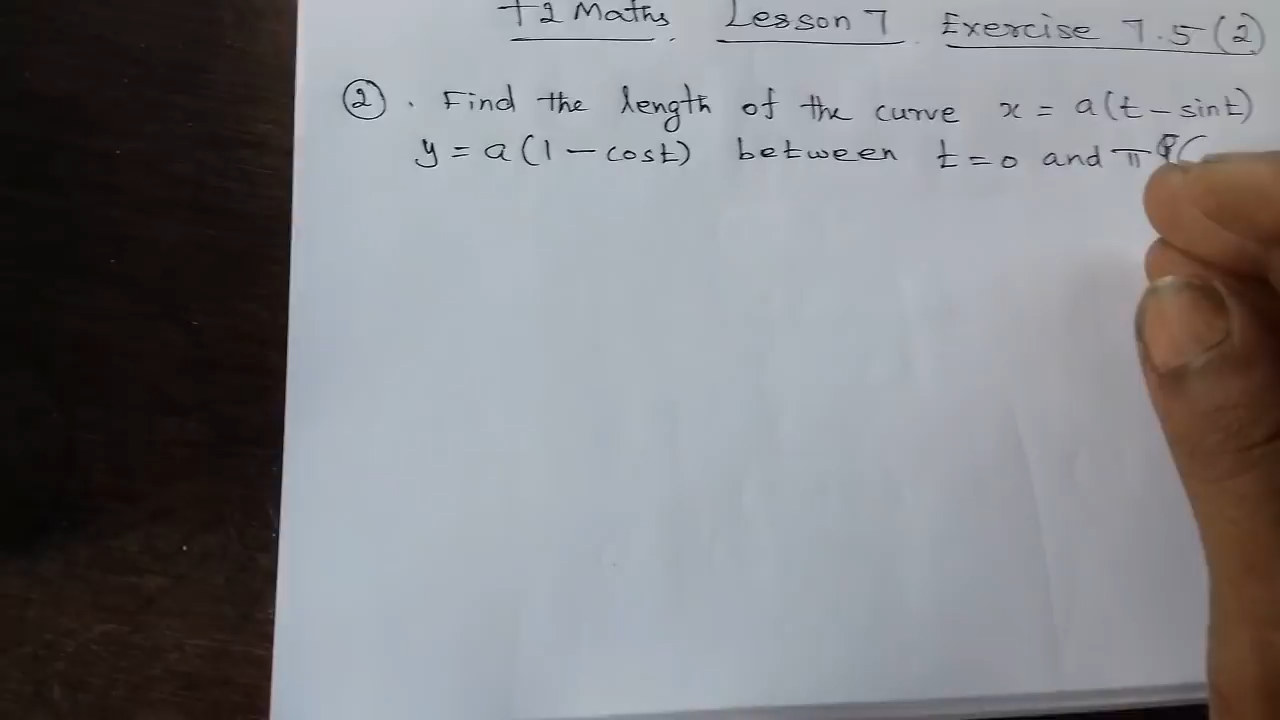 +2 Maths Lesson 7 Exercise 7.5(2)
② . Find the length of the curve x = a(t - sint)
y = a(1 - cost) between t = 0 and π